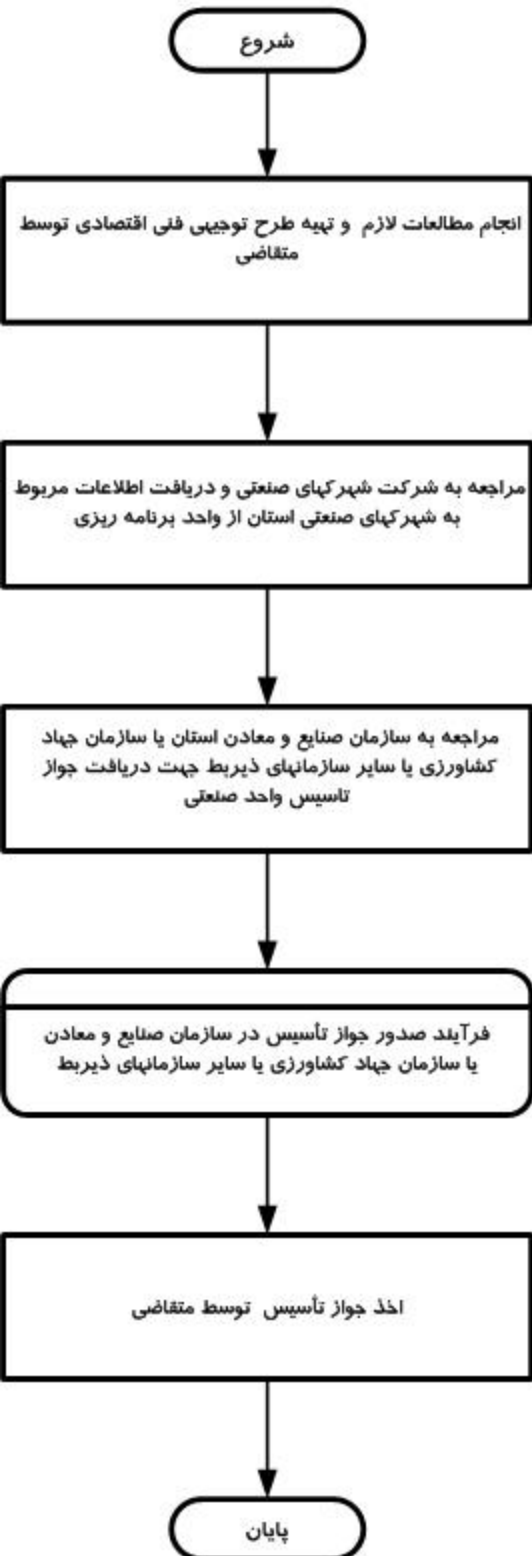 شروع
انجام مطالعات لازم و تهیه طرح توجیهی فنی اقتصادی توسط
متقاضی
مراجعه به شرکت شهرکهای صنعتی و دریافت اطلاعات مربوط
به شهرکهای صنعتی استان از واحد برنامه ریزی
مراجعه به سازمان صنایع و معادن استان یا سازمان جهاد
کشاورزی یا سایر سازمانهای ذیربط جهت دریافت جواز
تاسیس واحد صنعتی
فرآیند صدور جواز تأسیس در سازمان صنایع و معادن
یا سازمان جهاد کشاورزی یا سایر سازمانهای ذیربط
اخذ جواز تأسیس توسط متقاضی
پایان